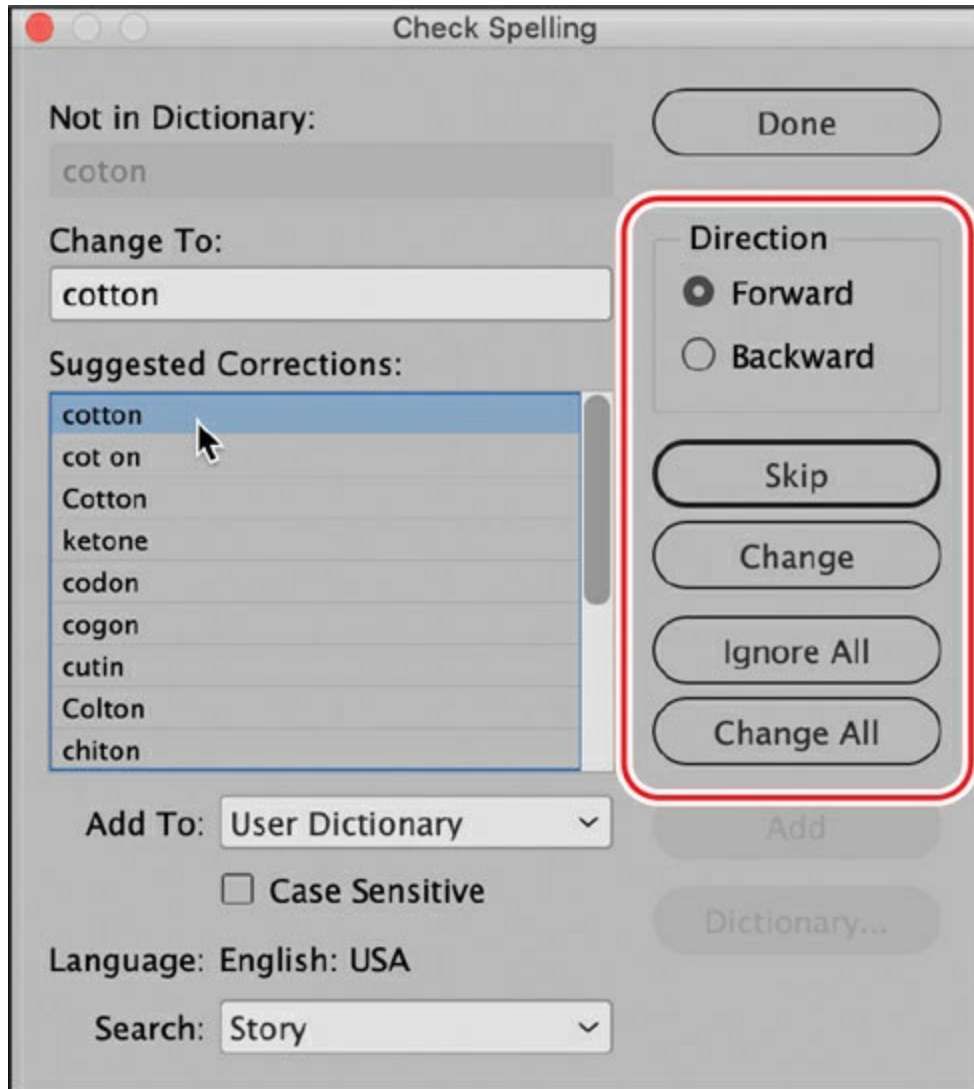 Check Spelling
Not in Dictionary:
coton
Change To:
cotton
Suggested Corrections:
cotton
cot on
Cotton
ketone
codon
cogon
cutin
Colton
chiton
Add To: User Dictionary
Case Sensitive
Language: English: USA
Search: Story
Done
Direction
Forward
Backward
Skip
Change
Ignore All
Change All
Add
Dictionary...